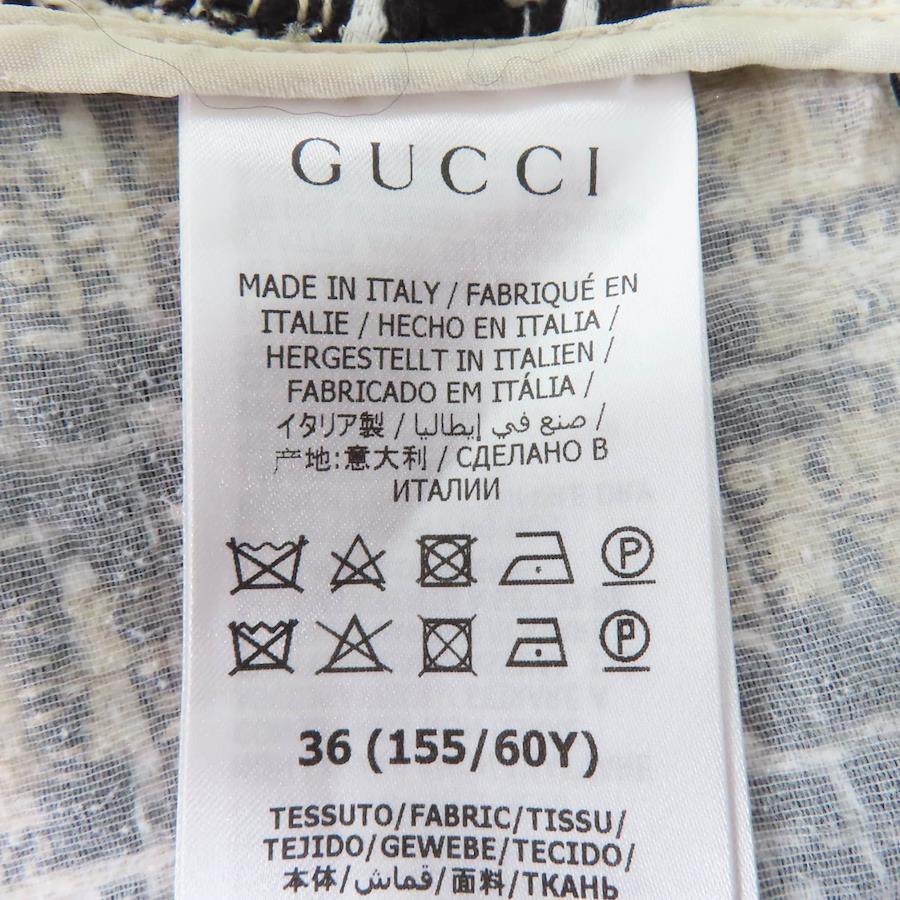 GUCCI
MADE IN ITALY / FABRIQUÉ EN
ITALIE / HECHO EN ITALIA /
HERGESTELLT IN ITALIEN /
FABRICADO EM ITÁLIA /
イタリア製 / صنع في إيطاليا /
产地:意大利 / СДЕЛАНО В
ИТАЛИИ
P
P
36 (155/60Y)
TESSUTO/FABRIC/TISSU/
TEJIDO/GEWEBE/TECIDO/
本体/قماش/面料/ТКАНЬ